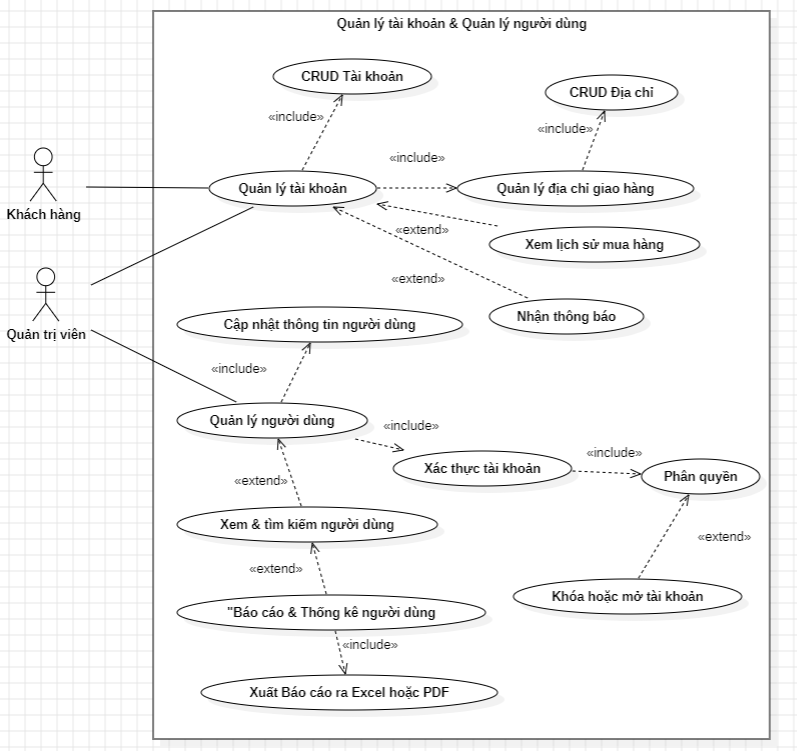 Quản lý tài khoản & Quản lý người dùng
CRUD Tài khoản
CRUD Địa chỉ
«include»
«include»
«include»
Khách hàng
Quản lý tài khoản
Quản lý địa chỉ giao hàng
«extend»
Xem lịch sử mua hàng
«extend»
Nhận thông báo
Quản trị viên
Cập nhật thông tin người dùng
«include»
Quản lý người dùng
«include»
«include»
Xác thực tài khoản
Phân quyền
«extend»
Xem & tìm kiếm người dùng
«extend»
«extend»
Khóa hoặc mở tài khoản
"Báo cáo & Thống kê người dùng
«include»
Xuất Báo cáo ra Excel hoặc PDF